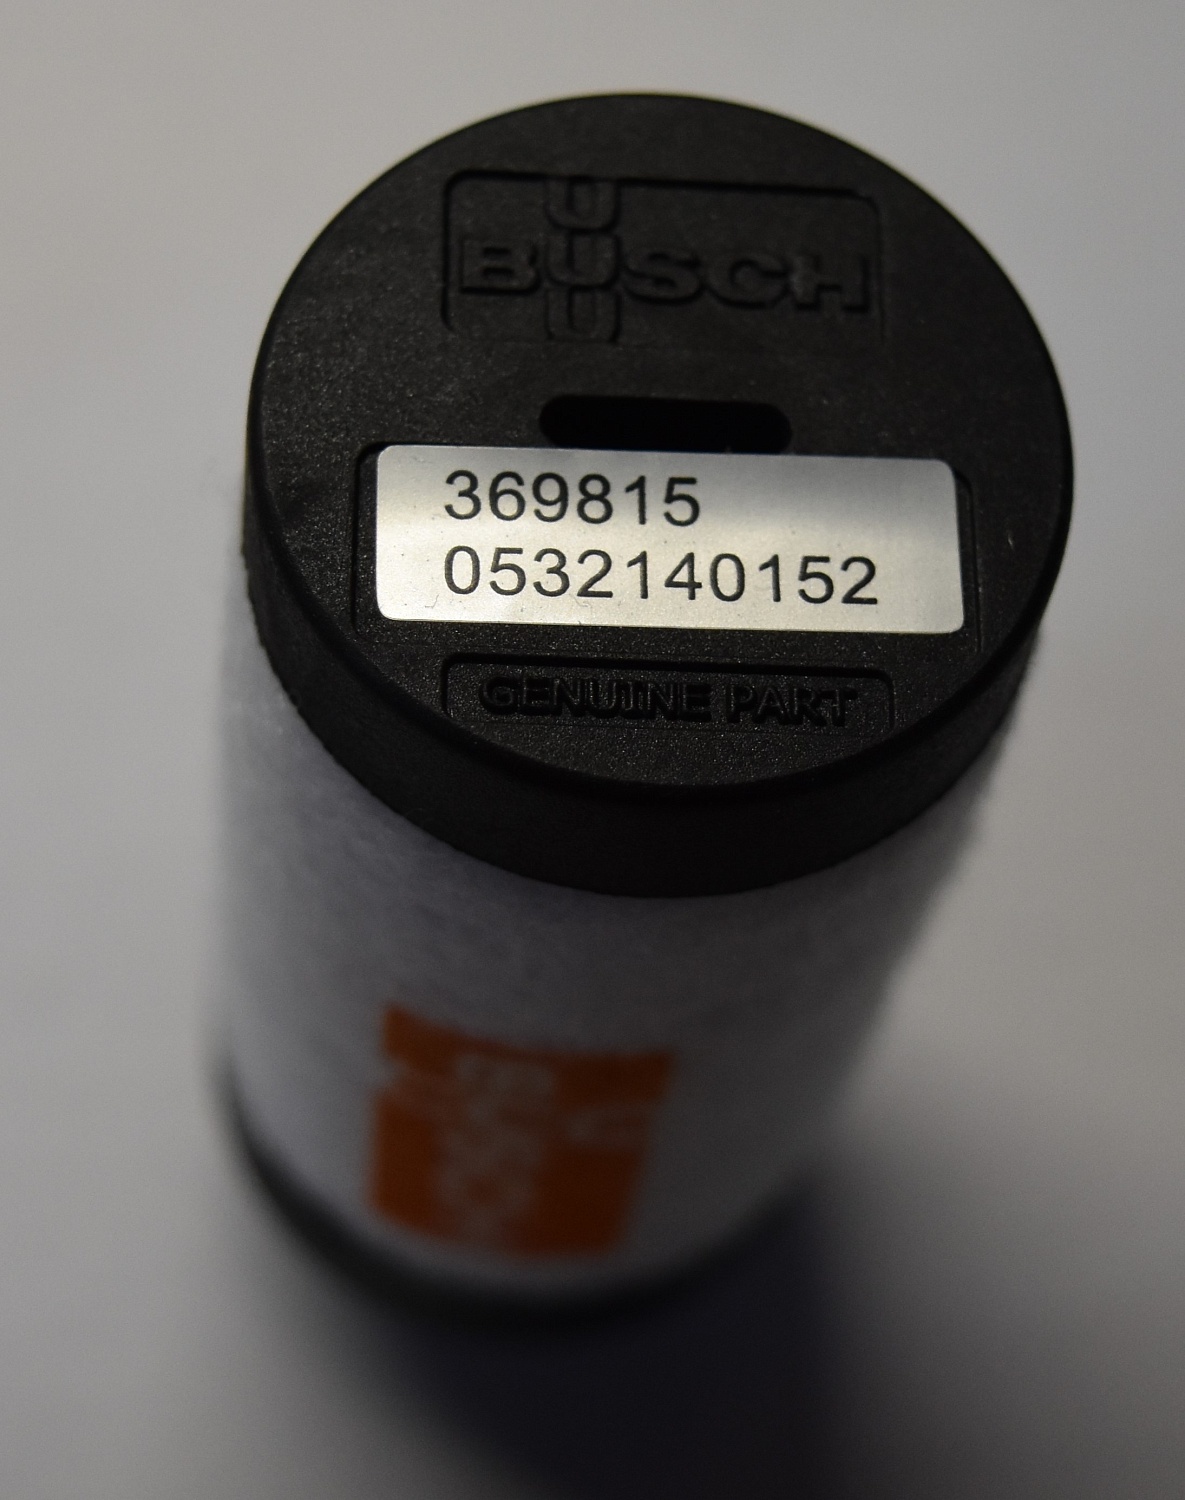 BUSCH
369815
0532140152
GENUINE PART